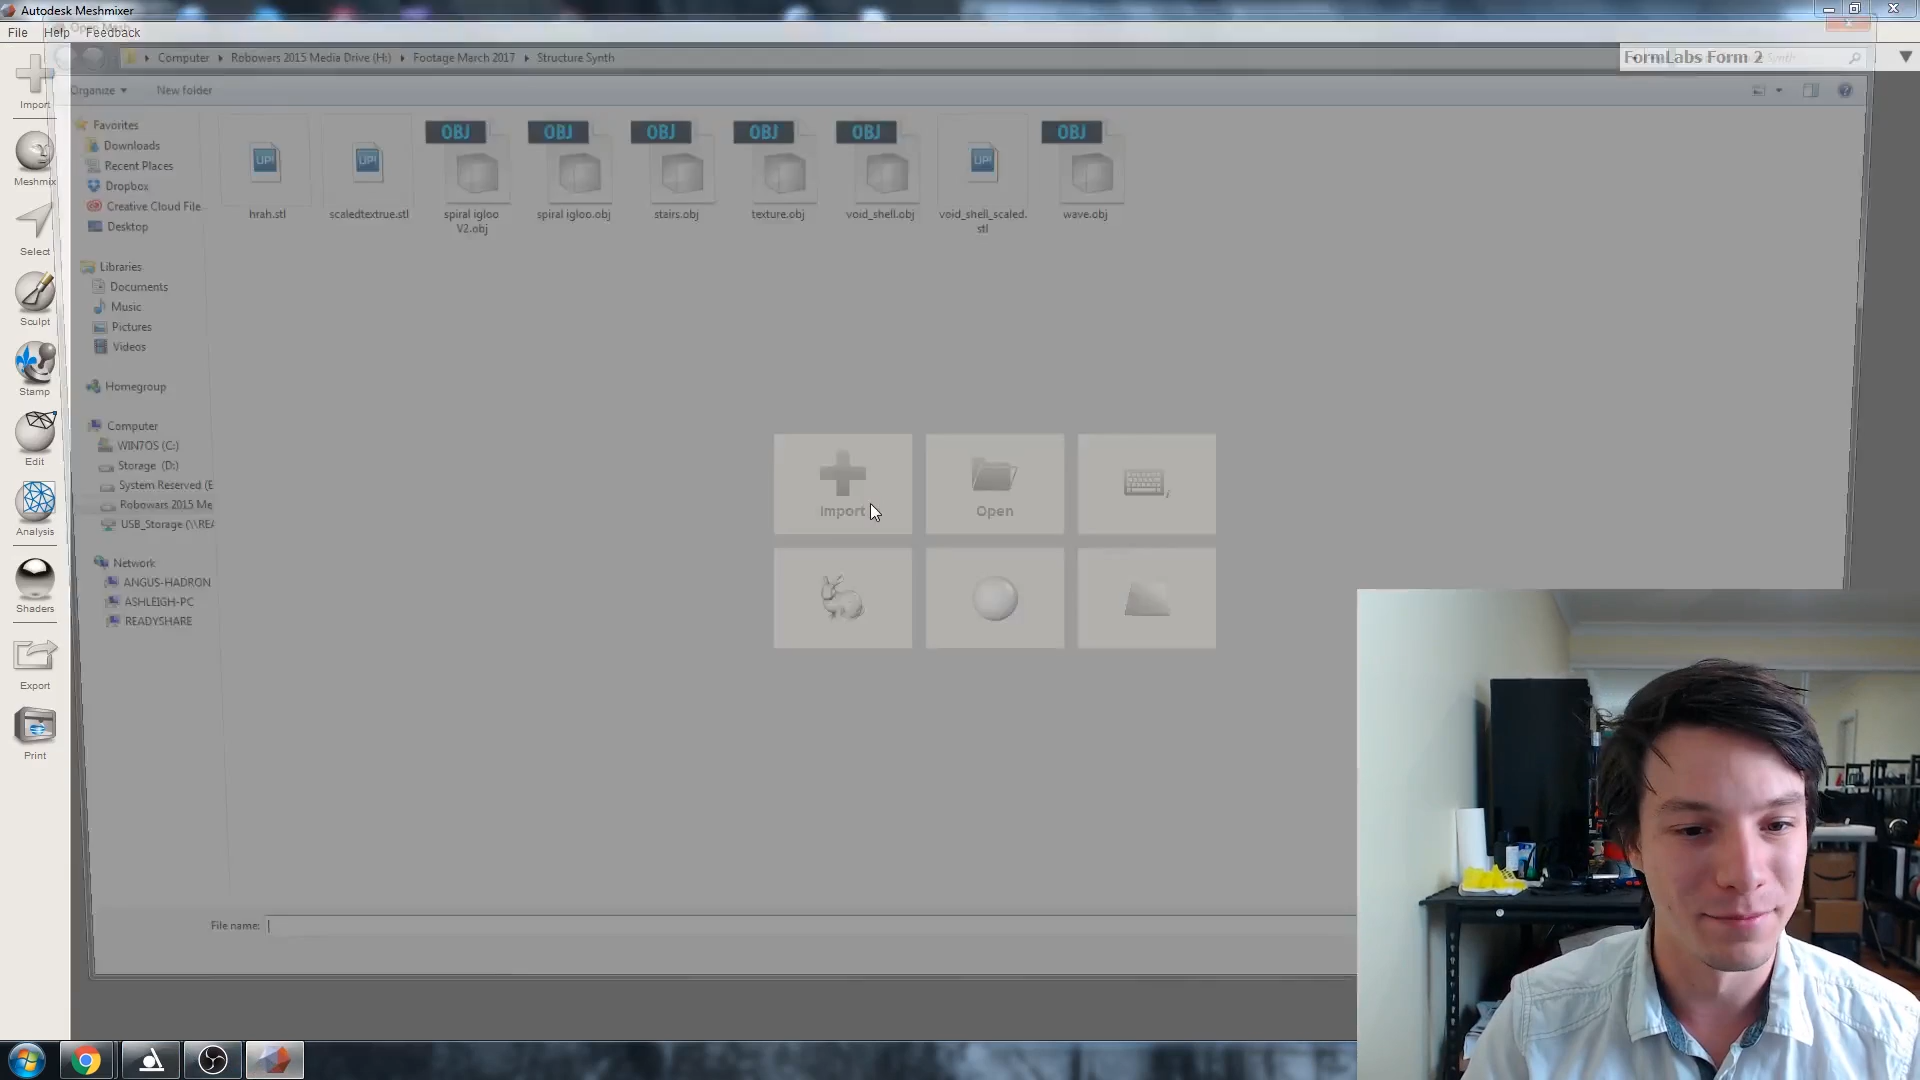 Autodesk Meshmixer
File Help Feedback
Computer Robowars 2015 Media Drive (H:) Footage March 2017 Structure Synth
FormLabs Form 2
Organize New folder
Import
Meshmix
Select
Sculpt
Stamp
Edit
Analysis
Shaders
Export
Print
Favorites
Downloads
Recent Places
Dropbox
Creative Cloud File
Desktop
Libraries
Documents
Music
Pictures
Videos
Homegroup
Computer
WIN7OS (C:)
Storage (D:)
System Reserved (E
Robowars 2015 Me
USB_Storage (\\REA
Network
ANGUS-HADRON
ASHLEIGH-PC
READYSHARE
UP! UP! OBJ OBJ OBJ OBJ OBJ UP! OBJ
hrah.stl
scaledtextrue.stl
spiral igloo
V2.obj
spiral igloo.obj
stairs.obj
texture.obj
void_shell.obj
void_shell_scaled.
stl
wave.obj
Import
Open
File name: